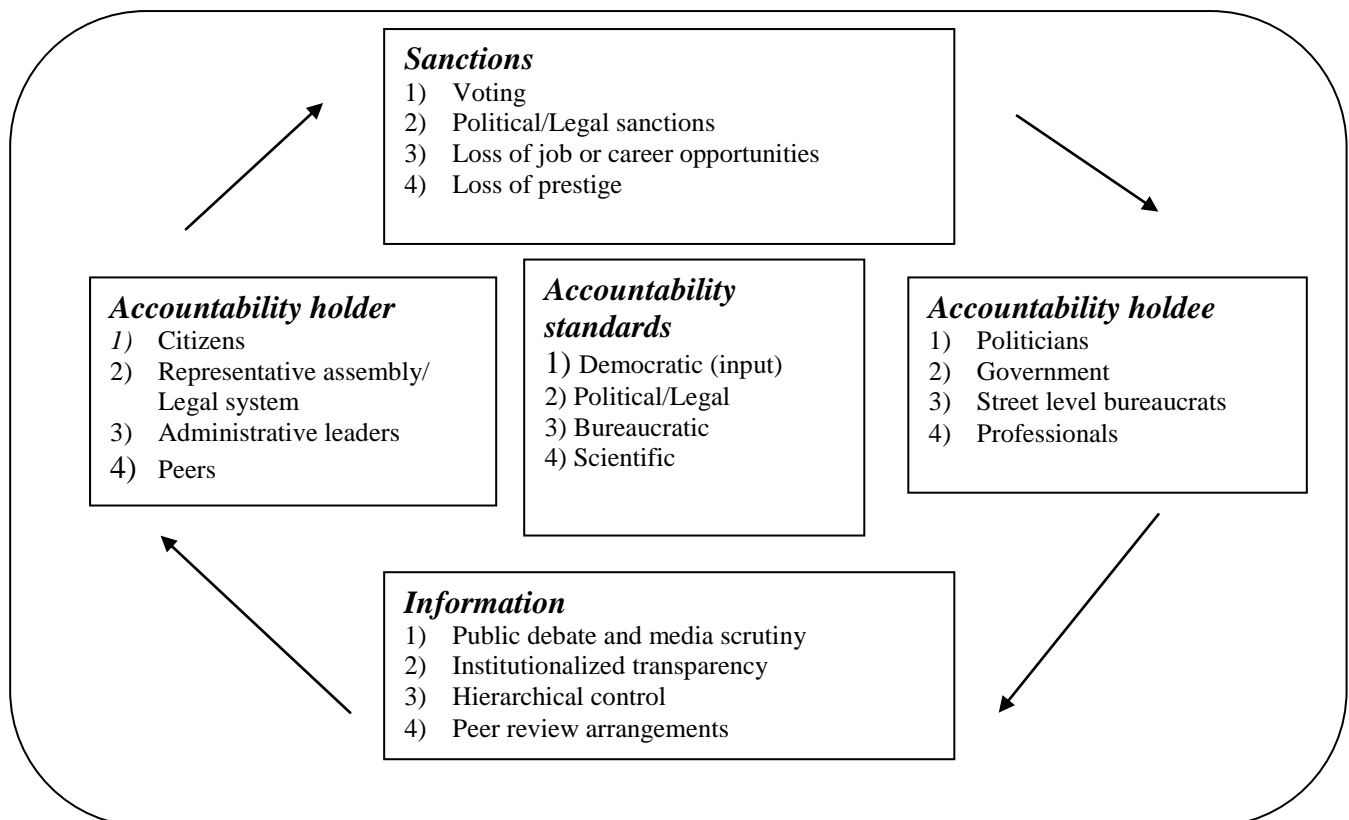 Sanctions
1) Voting
2) Political/Legal sanctions
3) Loss of job or career opportunities
4) Loss of prestige
Accountability holder
1) Citizens
2) Representative assembly/
Legal system
3) Administrative leaders
4) Peers
Accountability
standards
1) Democratic (input)
2) Political/Legal
3) Bureaucratic
4) Scientific
Accountability holdee
1) Politicians
2) Government
3) Street level bureaucrats
4) Professionals
Information
1) Public debate and media scrutiny
2) Institutionalized transparency
3) Hierarchical control
4) Peer review arrangements